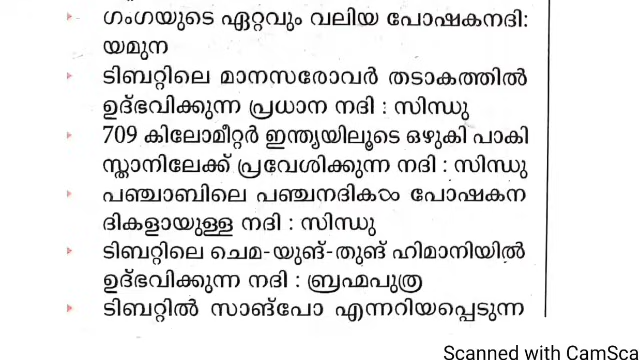 ഗംഗയുടെ ഏറ്റവും വലിയ പോഷകനദി:
യമുന
ടിബറ്റിലെ മാനസരോവർ തടാകത്തിൽ
ഉദ്ഭവിക്കുന്ന പ്രധാന നദി : സിന്ധു
709 കിലോമീറ്റർ ഇന്ത്യയിലൂടെ ഒഴുകി പാകി
സ്താനിലേക്ക് പ്രവേശിക്കുന്ന നദി : സിന്ധു
പഞ്ചാബിലെ പഞ്ചനദികൾ പോഷകന
ദികളായുള്ള നദി : സിന്ധു
ടിബറ്റിലെ ചെമ-യുങ്-തുങ് ഹിമാനിയിൽ
ഉദ്ഭവിക്കുന്ന നദി : ബ്രഹ്മപുത്ര
ടിബറ്റിൽ സാങ്പോ എന്നറിയപ്പെടുന്ന
Scanned with CamSca